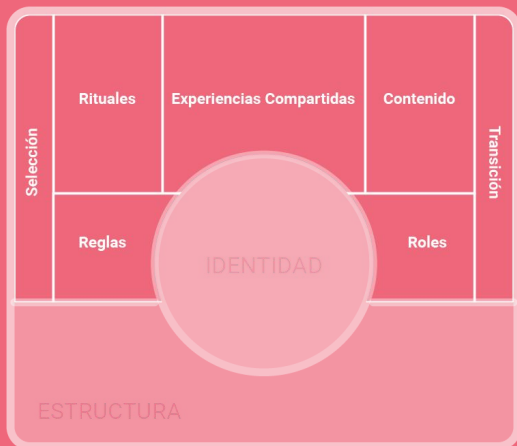 Selección
Rituales
Experiencias Compartidas
Contenido
Transición
Reglas
IDENTIDAD
Roles
ESTRUCTURA